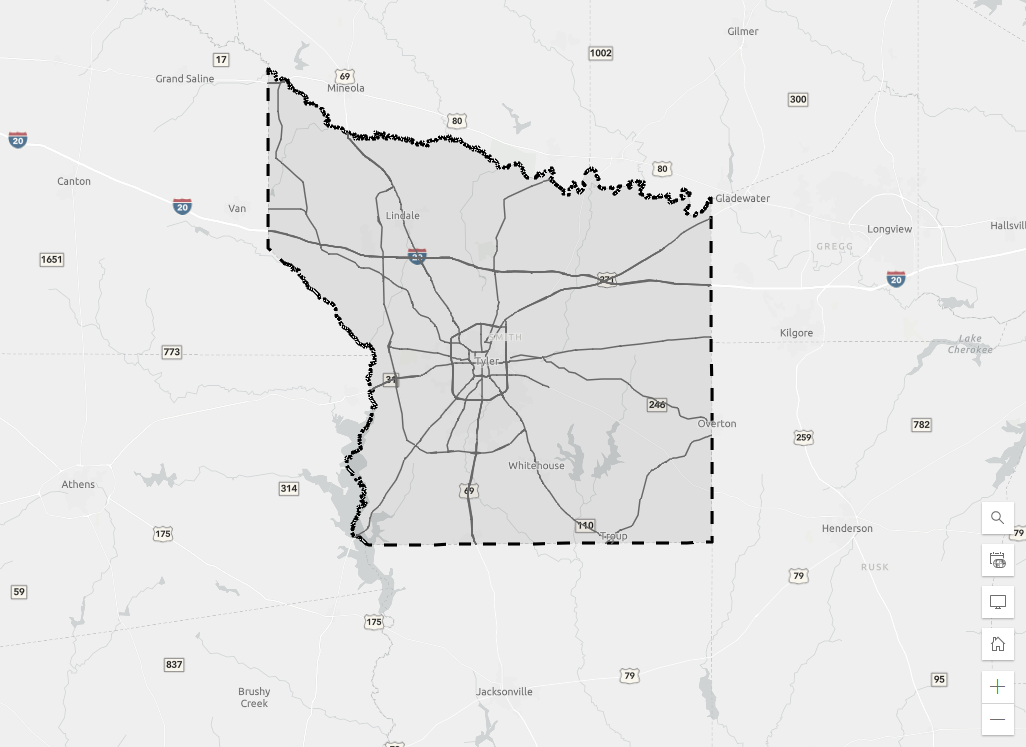 Gilmer
1002
17
69
Grand Saline
Mineola
300
80
20
80
Canton
Gladewater
20
Van
Lindale
Longview
Hallsvill
GREGG
1651
20
271
20
SMITH
Kilgore
Lake
Cherokee
773
Tyler
31
246
Overton
782
259
Whitehouse
Athens
314
69
110
Troup
175
Henderson
79
RUSK
79
59
175
837
79
95
Brushy
Creek
Jacksonville